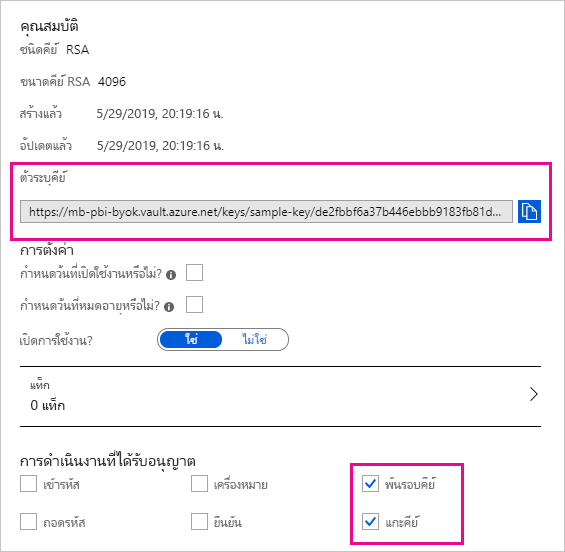 คุณสมบัติ
ชนิดคีย์ RSA
ขนาดคีย์ RSA 4096
สร้างแล้ว 5/29/2019, 20:19:16 น.
อัปเดตแล้ว 5/29/2019, 20:19:16 น.
ตัวระบุคีย์
https://mb-pbi-byok.vault.azure.net/keys/sample-key/de2fbbf6a37b446ebbb9183fb81d...
การตั้งค่า
กำหนดวันที่เปิดใช้งานหรือไม่?
กำหนดวันที่หมดอายุหรือไม่?
เปิดการใช้งาน? ใช่ ไม่ใช่
แท็ก
0 แท็ก
การดำเนินงานที่ได้รับอนุญาต
เข้ารหัส เครื่องหมาย พันรอบคีย์
ถอดรหัส ยืนยัน แกะคีย์